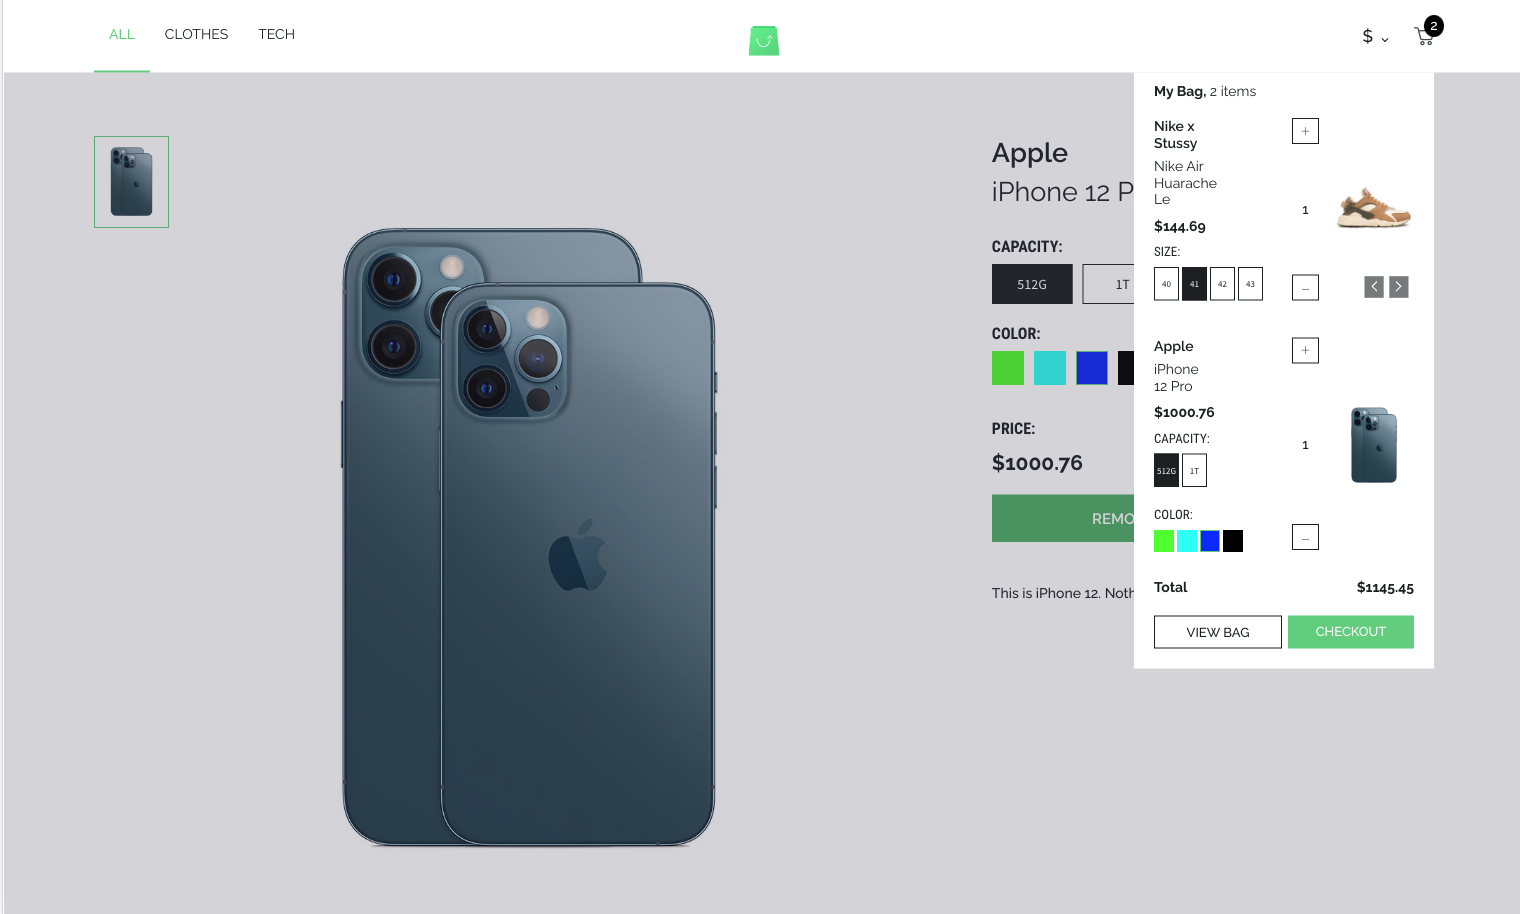 ALL CLOTHES TECH
$
2
Apple
iPhone 12 P
CAPACITY:
512G 1T
COLOR:
PRICE:
$1000.76
REMO
This is iPhone 12. Noth
My Bag, 2 items
Nike x
Stussy
Nike Air
Huarache
Le
$144.69
SIZE:
40 41 42 43
+
1
–
Apple
iPhone
12 Pro
$1000.76
CAPACITY:
512G 1T
COLOR:
+
1
–
Total $1145.45
VIEW BAG CHECKOUT